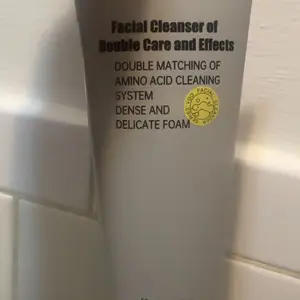 Facial Cleanser of
Double Care and Effects
DOUBLE MATCHING OF
AMINO ACID CLEANING
SYSTEM
DENSE AND
DELICATE FOAM